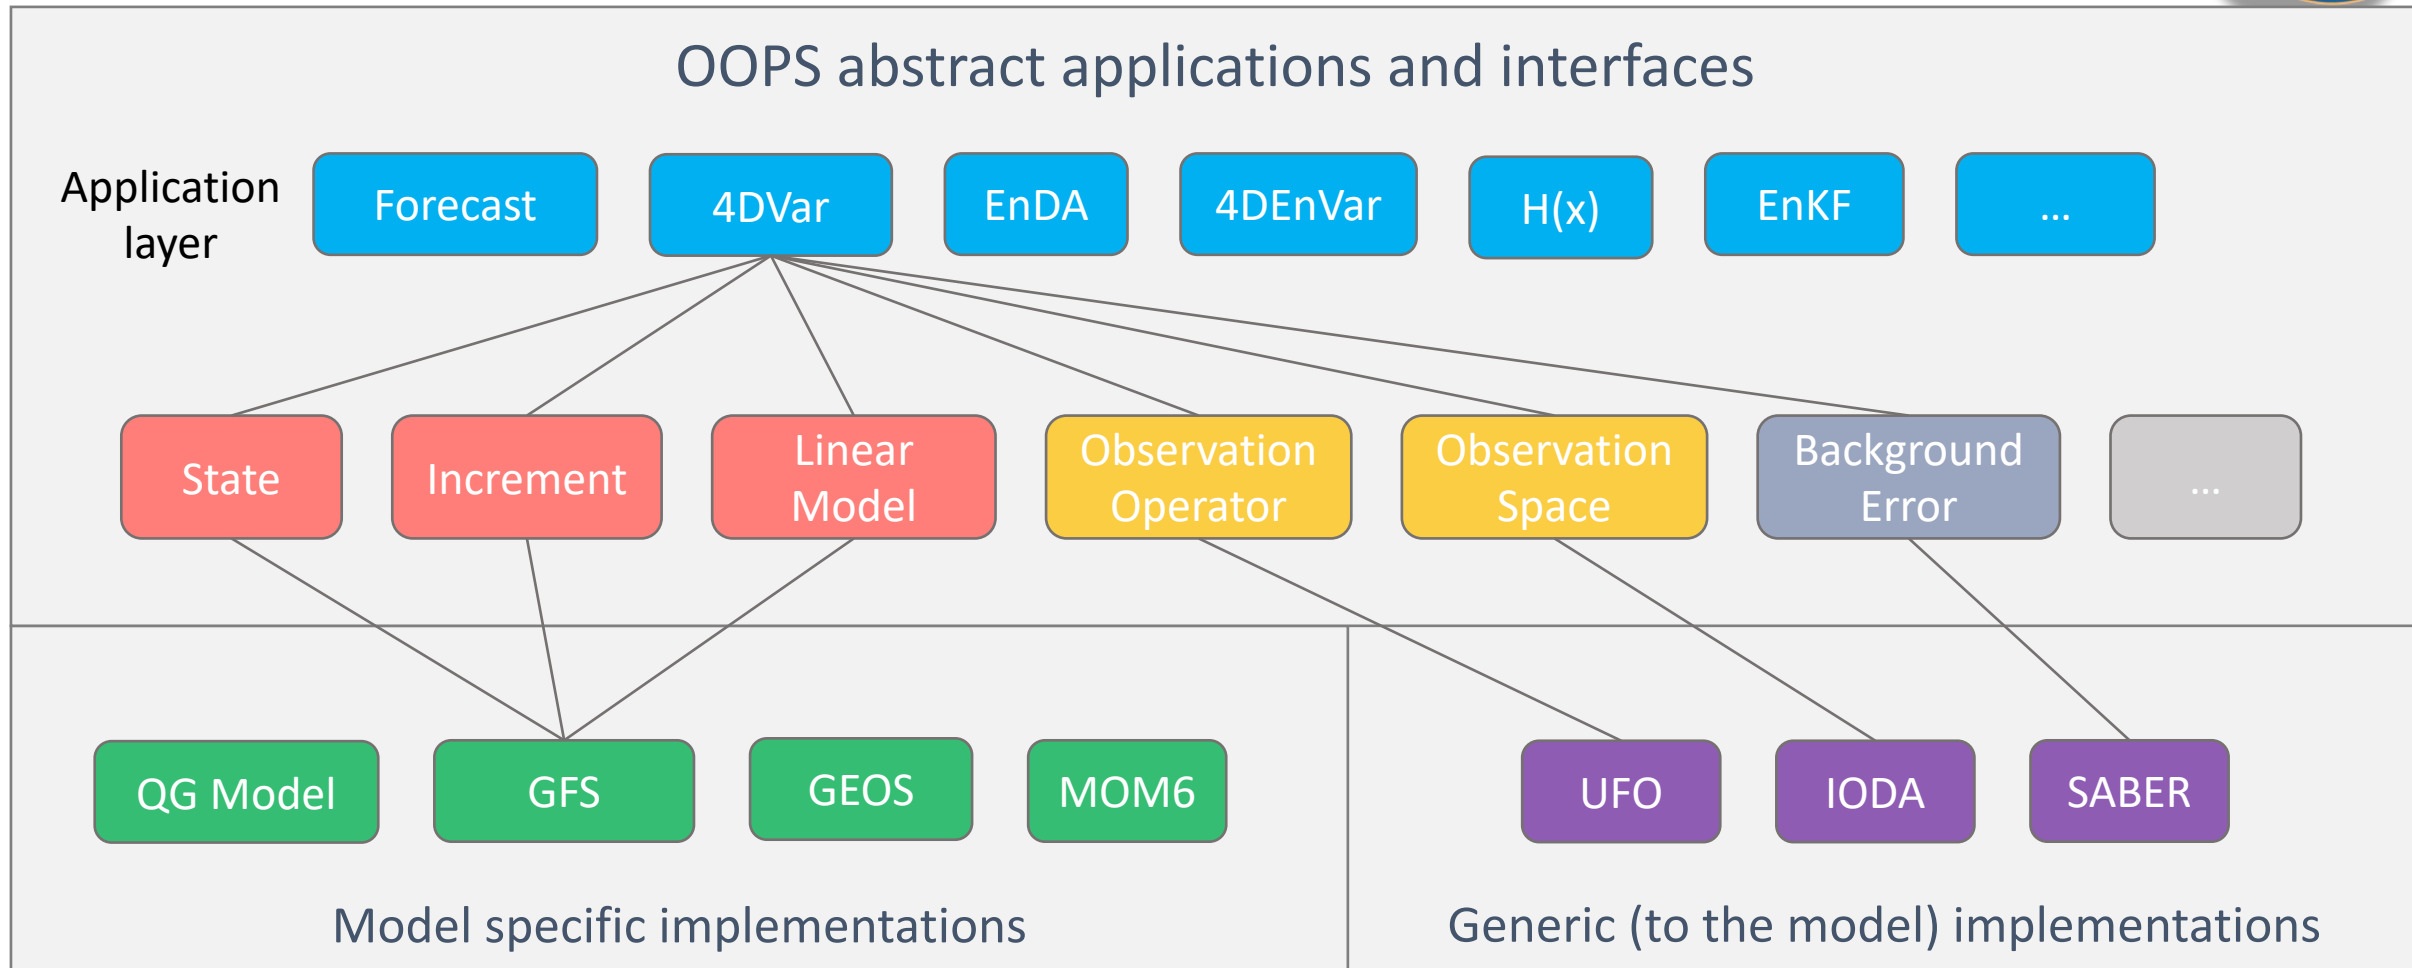 OOPS abstract applications and interfaces
Application
layer
Forecast
4DVar
EnDA
4DEnVar
H(x)
EnKF
...
State
Increment
Linear
Model
Observation
Operator
Observation
Space
Background
Error
...
QG Model
GFS
GEOS
MOM6
UFO
IODA
SABER
Model specific implementations
Generic (to the model) implementations